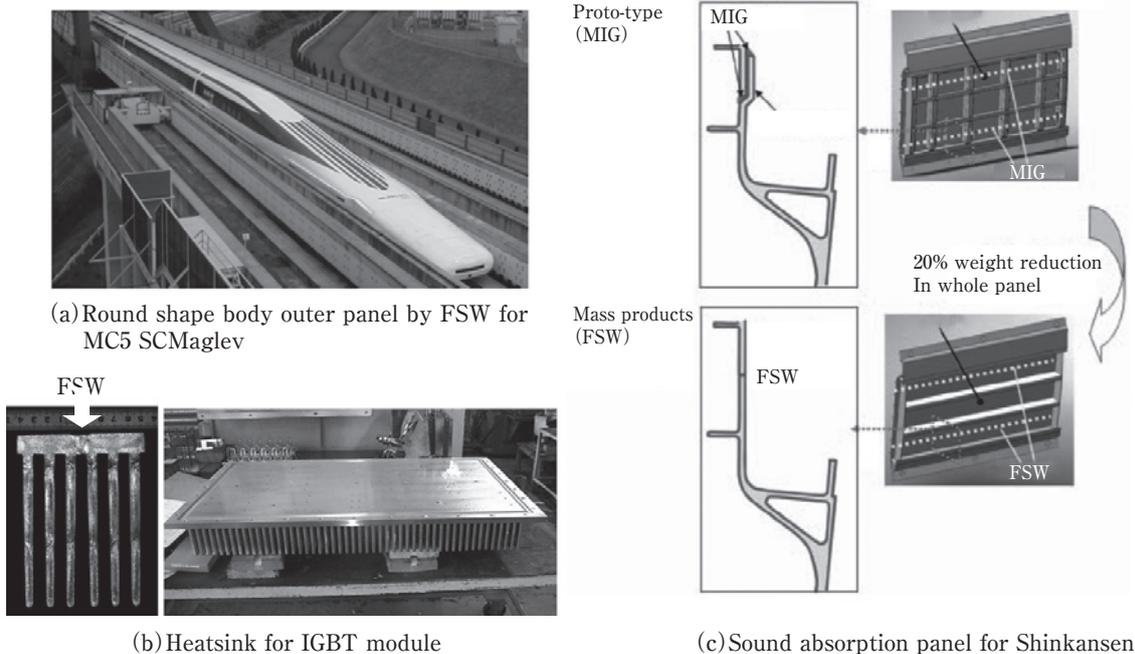 (a) Round shape body outer panel by FSW for
MC5 SCMaglev
FSW
(b) Heatsink for IGBT module
Proto-type
(MIG)
MIG
MIG
20% weight reduction
In whole panel
Mass products
(FSW)
FSW
FSW
(c) Sound absorption panel for Shinkansen